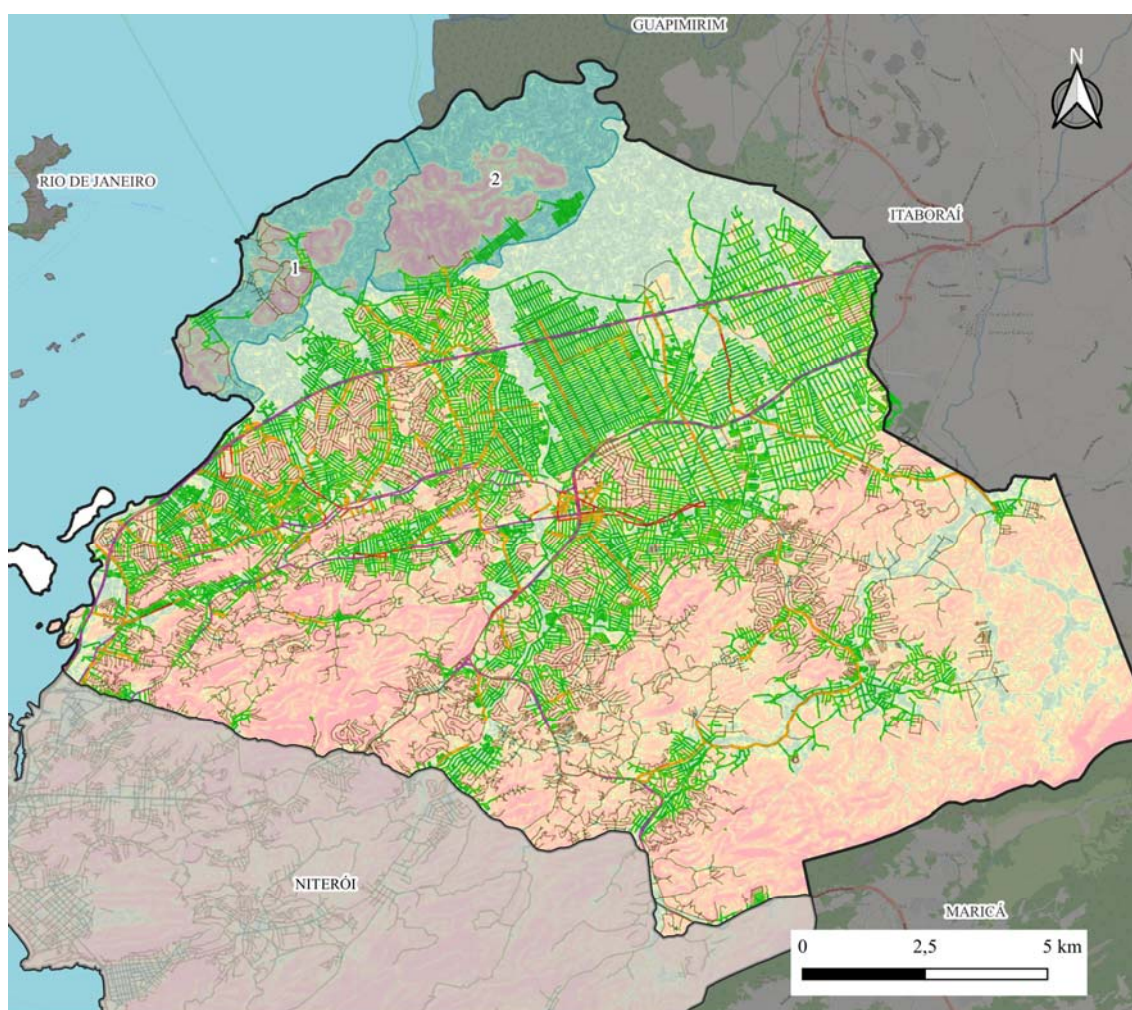 GUAPIMIRIM
N
RIO DE JANEIRO
2
ITABORAÍ
1
NITERÓI
MARICÁ
0 2,5 5 km